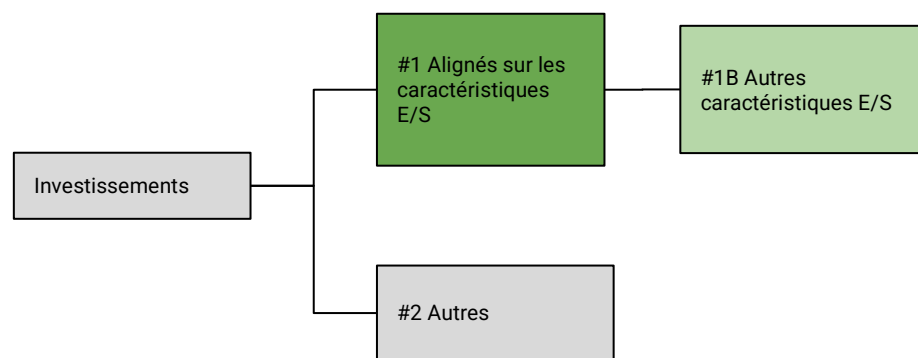 #1 Alignés sur les
caractéristiques
E/S
#1B Autres
caractéristiques E/S
Investissements
#2 Autres